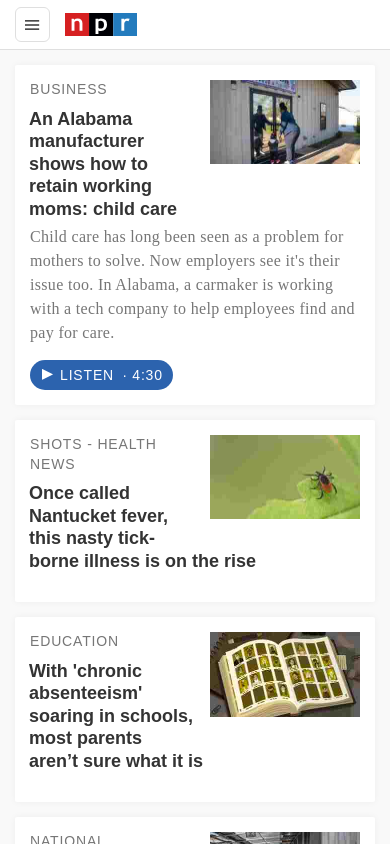 npr
BUSINESS
An Alabama
manufacturer
shows how to
retain working
moms: child care
Child care has long been seen as a problem for
mothers to solve. Now employers see it's their
issue too. In Alabama, a carmaker is working
with a tech company to help employees find and
pay for care.
LISTEN · 4:30
SHOTS - HEALTH
NEWS
Once called
Nantucket fever,
this nasty tick-
borne illness is on the rise
EDUCATION
With 'chronic
absenteeism'
soaring in schools,
most parents
aren’t sure what it is
NATIONAL